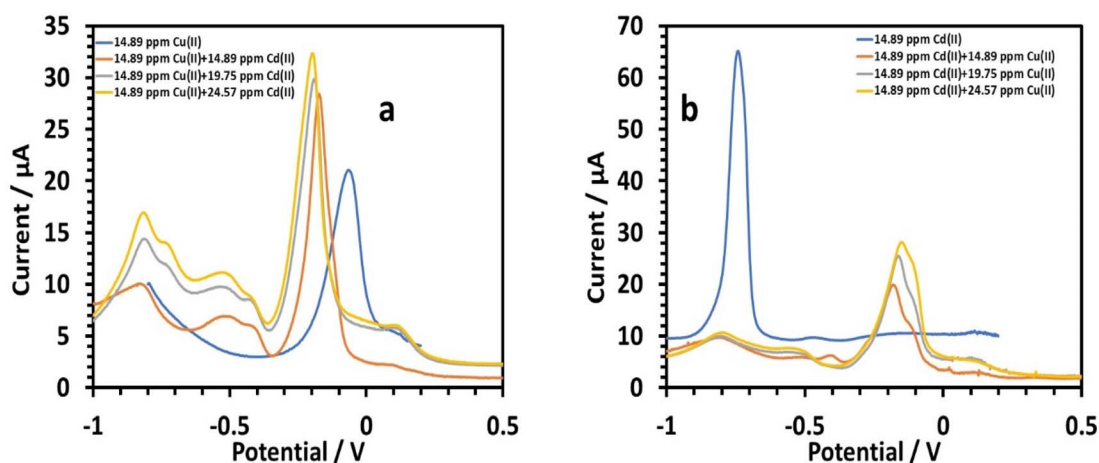 35
30
25
20
15
10
5
0
Current / µA
14.89 ppm Cu(II)
14.89 ppm Cu(II)+14.89 ppm Cd(II)
14.89 ppm Cu(II)+19.75 ppm Cd(II)
14.89 ppm Cu(II)+24.57 ppm Cd(II)
a
-1 -0.5 0 0.5
Potential / V
70
60
50
40
30
20
10
0
Current / µA
14.89 ppm Cd(II)
14.89 ppm Cd(II)+14.89 ppm Cu(II)
14.89 ppm Cd(II)+19.75 ppm Cu(II)
14.89 ppm Cd(II)+24.57 ppm Cu(II)
b
-1 -0.5 0 0.5
Potential / V